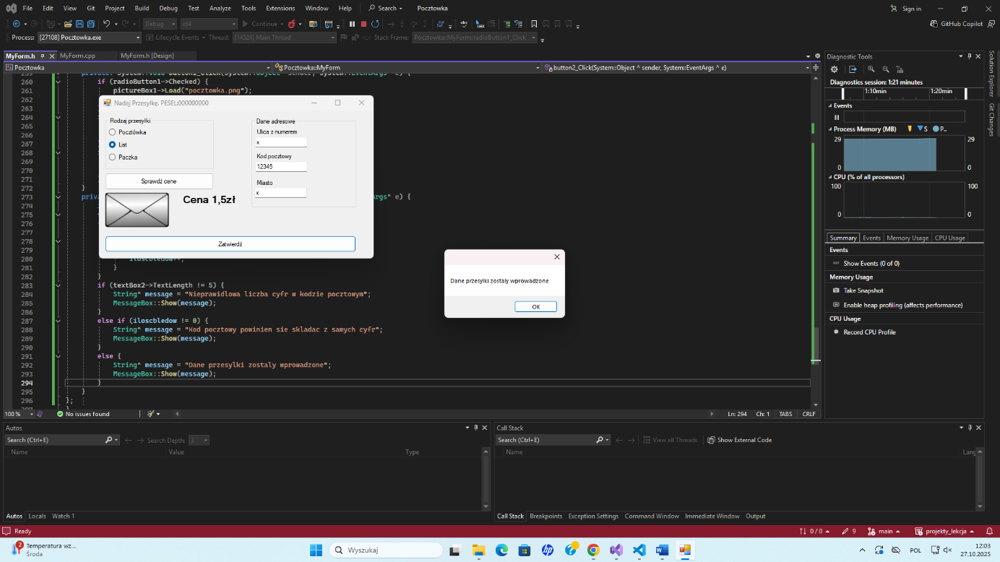 File Edit View Git Project Build Debug Test Analyze Tools Extensions Window Help Search Pocztowka Sign in
Debug x64 Continue GitHub Copilot
Process: [27108] Pocztowka.exe Lifecycle Events Thread: [14524] Main Thread Stack Frame: Pocztowka::MyForm::radioButton1_Click
MyForm.h MyForm.cpp MyForm.h [Design]
Pocztowka Pocztowka::MyForm button2_Click(System::Object ^ sender, System::EventArgs ^ e)
260 if (radioButton1->Checked) {
261 pictureBox1->Load("pocztowka.png");
262
263
264
265
266
267
268
269
270
271
272 }
273 Args^ e) {
274
275
276
277
278
279
280 iloscbledow++;
281 }
282 }
283 if (textBox2->TextLength != 5) {
284 String^ message = "Nieprawidlowa liczba cyfr w kodzie pocztowym";
285 MessageBox::Show(message);
286 }
287 else if (iloscbledow != 0) {
288 String^ message = "Kod pocztowy powinien sie skladac z samych cyfr";
289 MessageBox::Show(message);
290 }
291 else {
292 String^ message = "Dane przesylki zostaly wprowadzone";
293 MessageBox::Show(message);
294 }
295 }
296 };
Nadaj Przesyłkę. PESEL:000000000
Rodzaj przesyłki
Pocztówka
List
Paczka
Sprawdź cene
Cena 1,5zł
Dane adresowe
Ulica z numerem
x
Kod pocztowy
12345
Miasto
x
Zatwierdź
Dane przesylki zostaly wprowadzone
OK
100 % No issues found Ln: 294 Ch: 1 TABS CRLF
Diagnostic Tools
Diagnostics session: 1:21 minutes
1:10min 1:20min
Events
Process Memory (MB) S P..
29 29
0 0
CPU (% of all processors)
100 100
0 0
Summary Events Memory Usage CPU Usage
Events
Show Events (0 of 0)
Memory Usage
Take Snapshot
Enable heap profiling (affects performance)
CPU Usage
Record CPU Profile
Solution Explorer
Git Changes
Autos
Search (Ctrl+E) Search Depth: 3
Name Value Type
Autos Locals Watch 1
Call Stack
Search (Ctrl+E) View all Threads Show External Code
Name Lang
Call Stack Breakpoints Exception Settings Command Window Immediate Window Output
Ready 0 / 0 9 main projekty_lekcja
2 Temperatura wz...
Środa
Wyszukaj
POL
12:03
27.10.2025